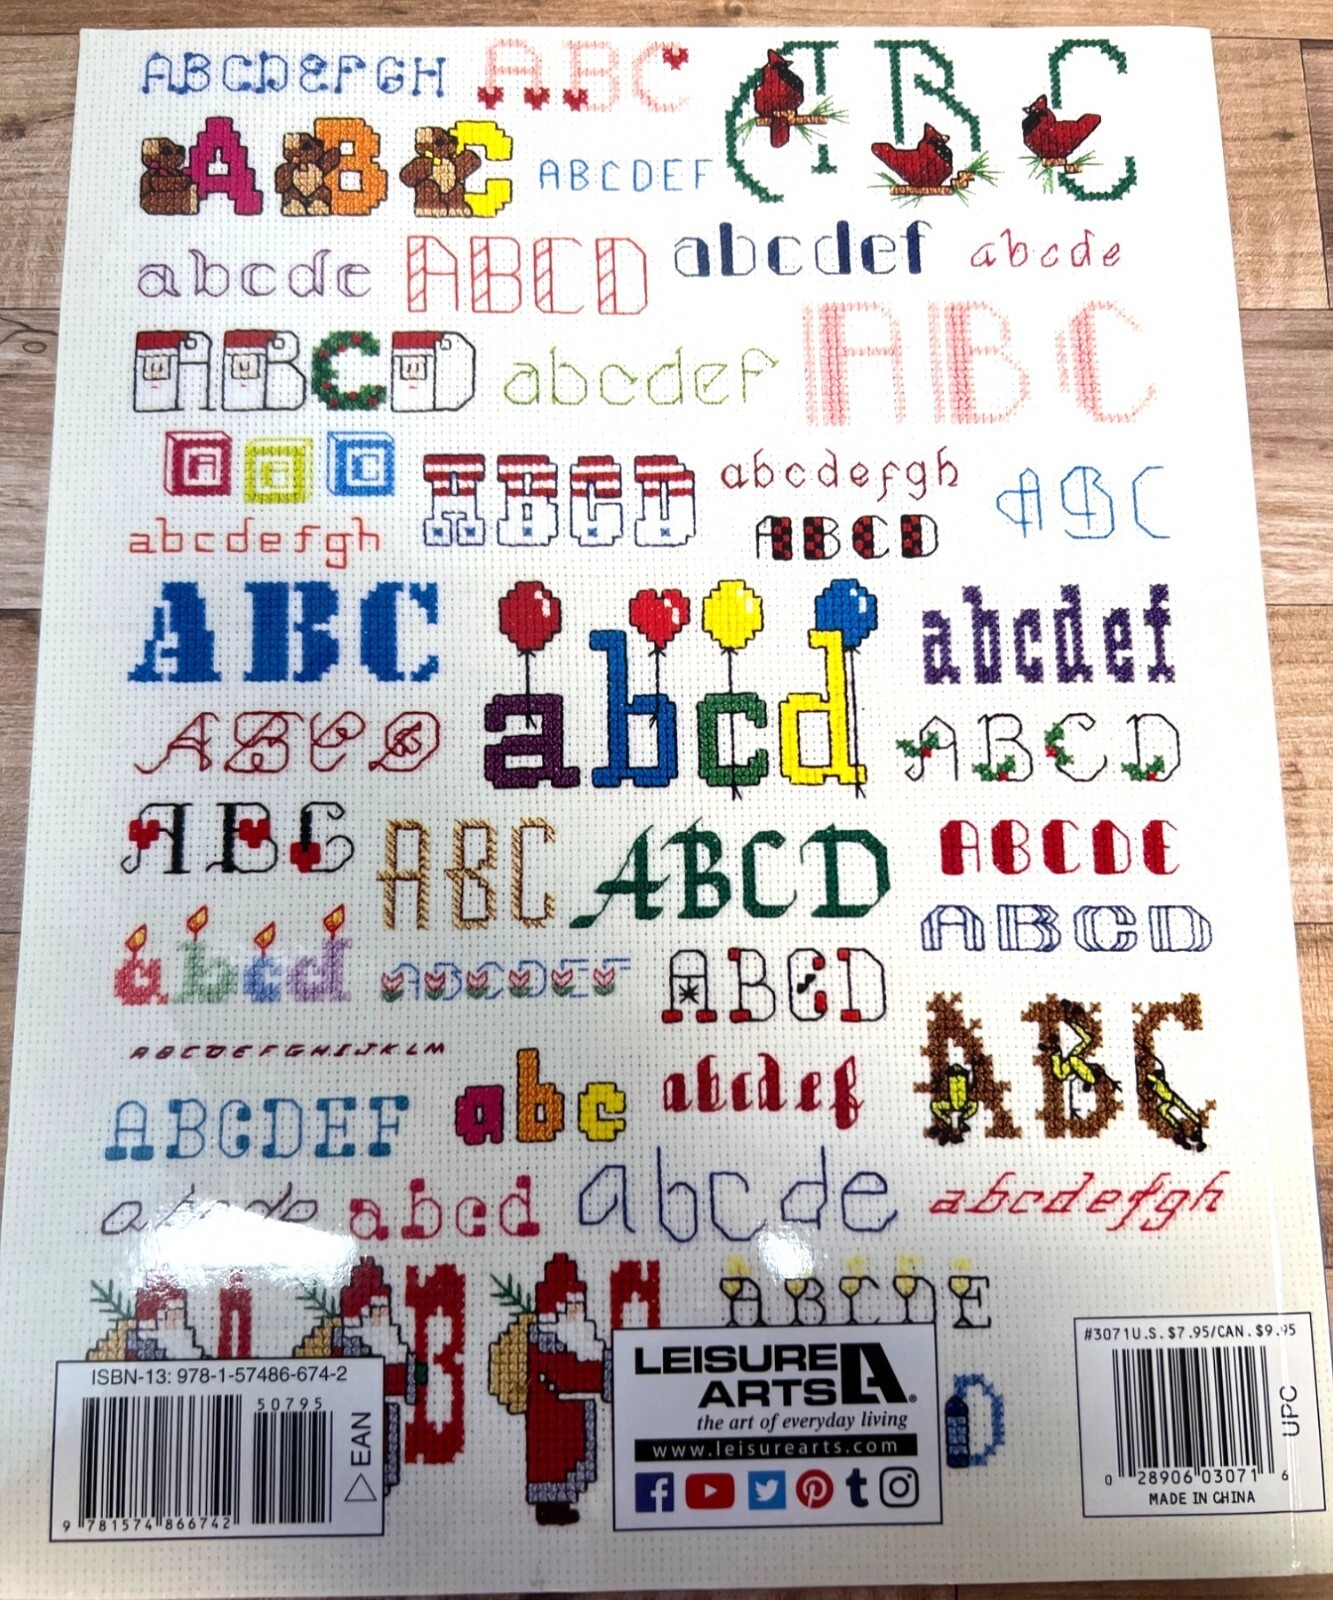 ABCDEFGH
ABC
ABC
ABC
ABCDEF
abcde
ABCD
abcdef
abcde
ABCD
abcdef
ABC
ABC
ABCD
abcdefgh
ABC
abcdefgh
ABCD
ABC
abcd
abcdef
ABCD
ABCD
ABC
ABC
ABCD
ABCDE
ABCD
abcd
ABCDEF
ABCD
ABC
ABCDEFGHIJKLM
ABCDEF
abc
abcdef
abcde
abcd
abcde
abcdefgh
B
ABCDE
D
ISBN-13: 978-1-57486-674-2
50795
EAN
9 781574 866742
LEISURE
ARTS
the art of everyday living
www.leisurearts.com
#3071 U.S. $7.95/CAN. $9.95
UPC
0 28906 03071 6
MADE IN CHINA